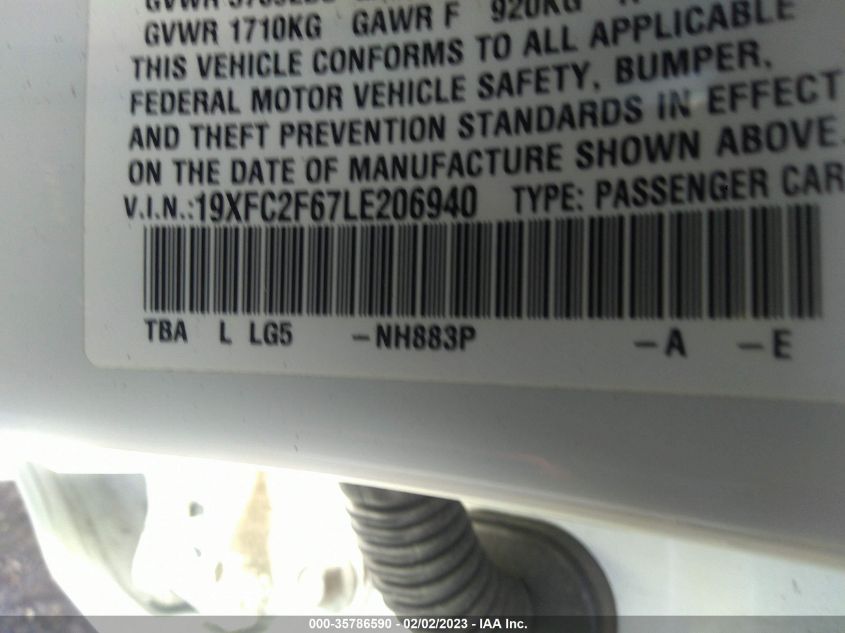 GVWR
GVWR 1710KG GAWR F 920KG
THIS VEHICLE CONFORMS TO ALL APPLICABLE
FEDERAL MOTOR VEHICLE SAFETY, BUMPER,
AND THEFT PREVENTION STANDARDS IN EFFECT
ON THE DATE OF MANUFACTURE SHOWN ABOVE.
V.I.N.:19XFC2F67LE206940 TYPE: PASSENGER CAR
TBA L LG5 -NH883P -A -E
000-35786590 - 02/02/2023 - IAA Inc.